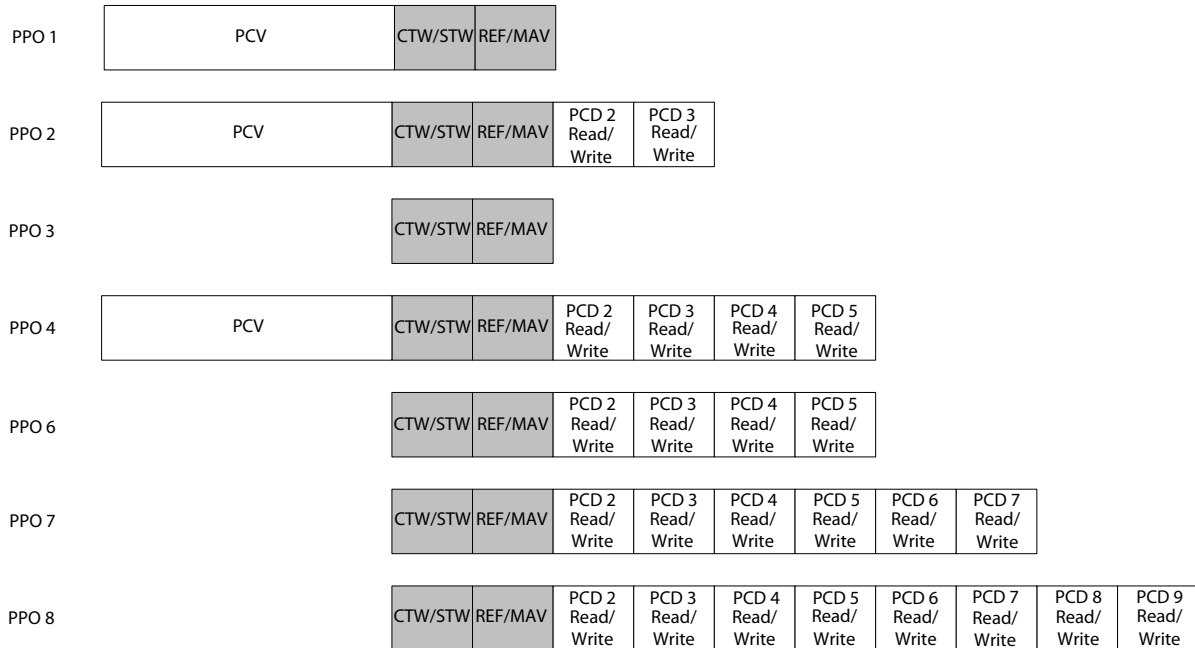 PPO 1 PCV CTW/STW REF/MAV
PPO 2 PCV CTW/STW REF/MAV PCD 2 Read/ Write PCD 3 Read/ Write
PPO 3 CTW/STW REF/MAV
PPO 4 PCV CTW/STW REF/MAV PCD 2 Read/ Write PCD 3 Read/ Write PCD 4 Read/ Write PCD 5 Read/ Write
PPO 6 CTW/STW REF/MAV PCD 2 Read/ Write PCD 3 Read/ Write PCD 4 Read/ Write PCD 5 Read/ Write
PPO 7 CTW/STW REF/MAV PCD 2 Read/ Write PCD 3 Read/ Write PCD 4 Read/ Write PCD 5 Read/ Write PCD 6 Read/ Write PCD 7 Read/ Write
PPO 8 CTW/STW REF/MAV PCD 2 Read/ Write PCD 3 Read/ Write PCD 4 Read/ Write PCD 5 Read/ Write PCD 6 Read/ Write PCD 7 Read/ Write PCD 8 Read/ Write PCD 9 Read/ Write